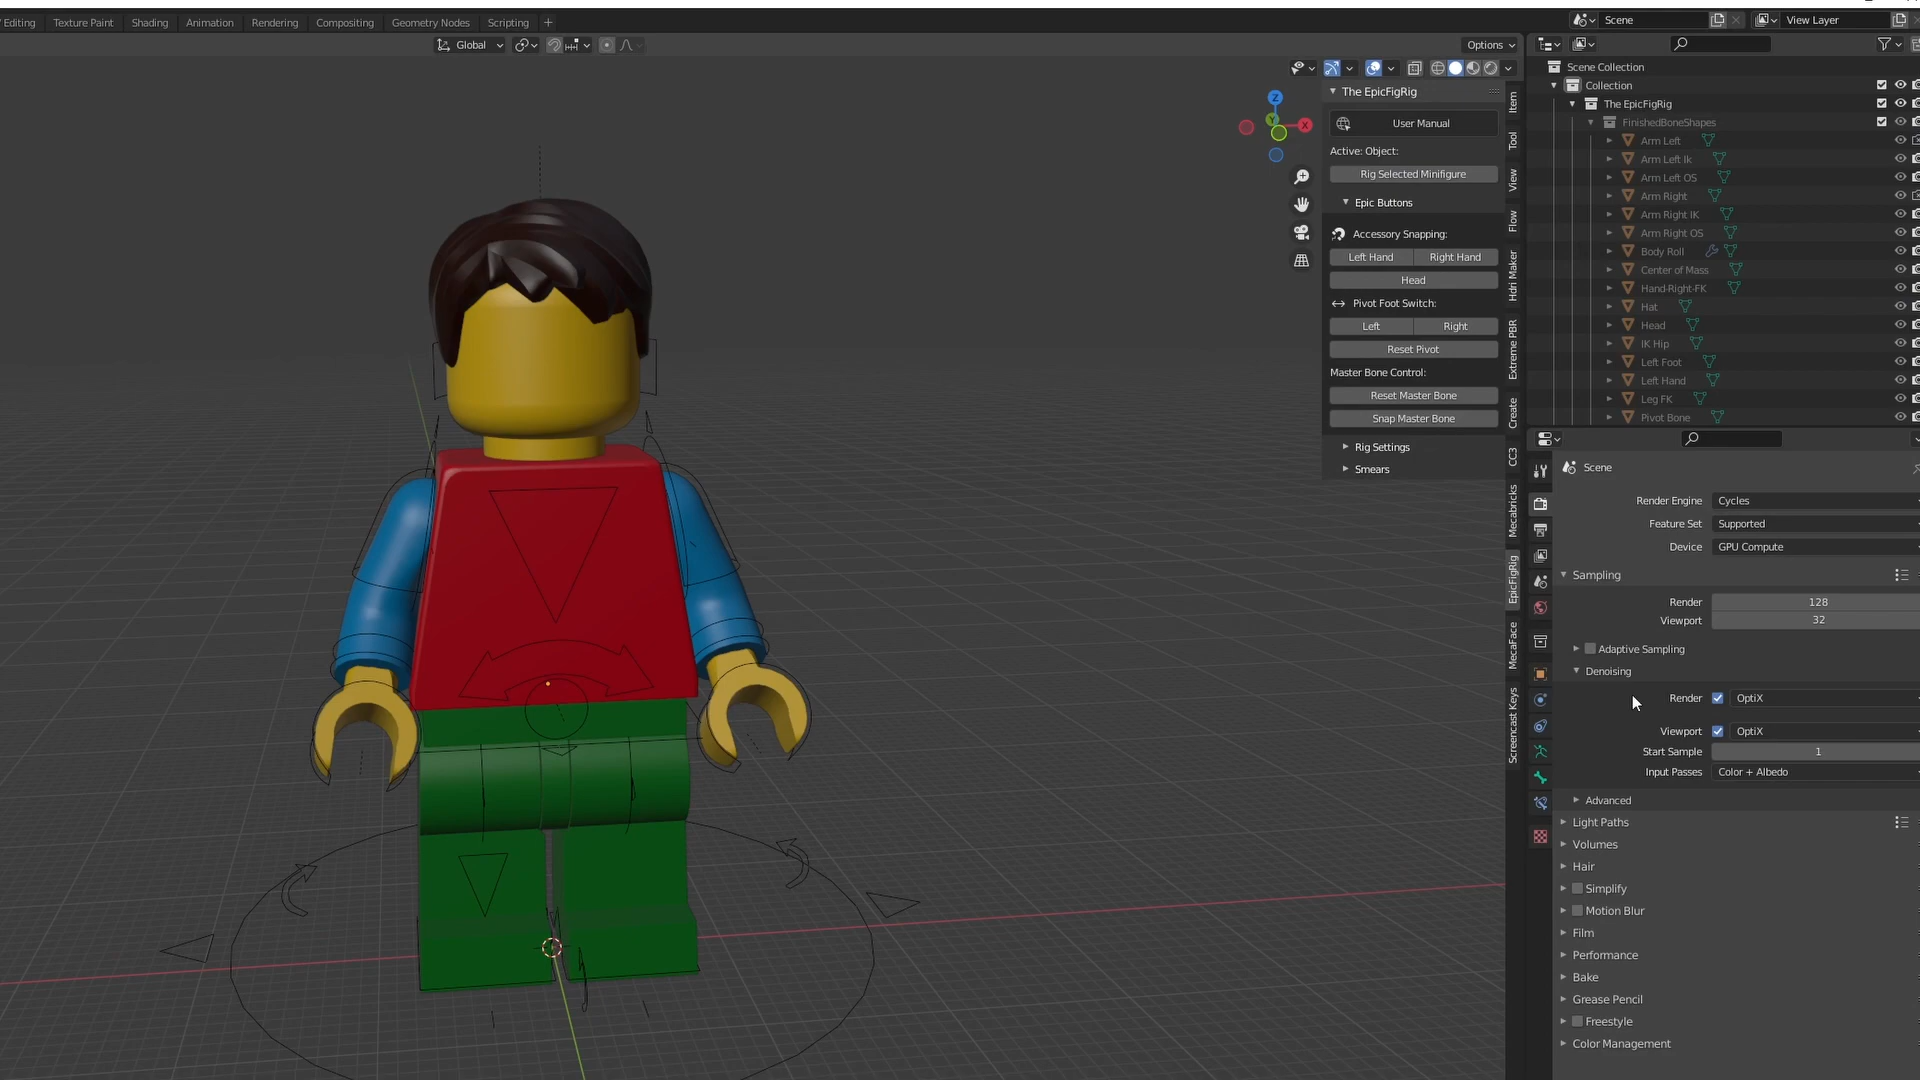 Editing Texture Paint Shading Animation Rendering Compositing Geometry Nodes Scripting +
Scene
View Layer
Global
Options
Z
Y
X
The EpicFigRig
User Manual
Active: Object:
Rig Selected Minifigure
Epic Buttons
Accessory Snapping:
Left Hand Right Hand
Head
Pivot Foot Switch:
Left Right
Reset Pivot
Master Bone Control:
Reset Master Bone
Snap Master Bone
Rig Settings
Smears
Item
Tool
View
Flow
Hdri Maker
Extreme PBR
Create
CC3
Mecabricks
EpicFigRig
MecaFace
Screencast Keys
Scene Collection
Collection
The EpicFigRig
FinishedBoneShapes
Arm Left
Arm Left Ik
Arm Left OS
Arm Right
Arm Right IK
Arm Right OS
Body Roll
Center of Mass
Hand-Right-FK
Hat
Head
IK Hip
Left Foot
Left Hand
Leg FK
Pivot Bone
Scene
Render Engine Cycles
Feature Set Supported
Device GPU Compute
Sampling
Render 128
Viewport 32
Adaptive Sampling
Denoising
Render OptiX
Viewport OptiX
Start Sample 1
Input Passes Color + Albedo
Advanced
Light Paths
Volumes
Hair
Simplify
Motion Blur
Film
Performance
Bake
Grease Pencil
Freestyle
Color Management